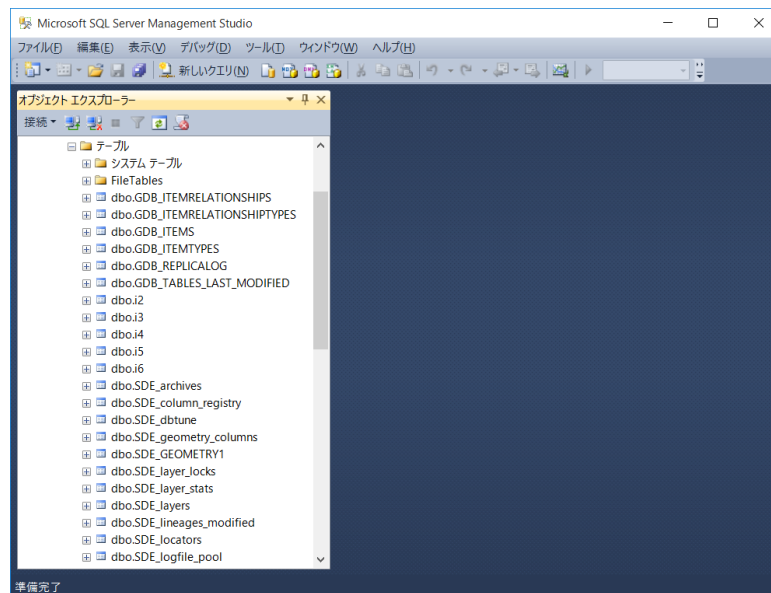 Microsoft SQL Server Management Studio
ファイル(F) 編集(E) 表示(V) デバッグ(D) ツール(T) ウィンドウ(W) ヘルプ(H)
新しいクエリ(N)
オブジェクト エクスプローラー
接続
テーブル
システム テーブル
FileTables
dbo.GDB_ITEMRELATIONSHIPS
dbo.GDB_ITEMRELATIONSHIPTYPES
dbo.GDB_ITEMS
dbo.GDB_ITEMTYPES
dbo.GDB_REPLICALOG
dbo.GDB_TABLES_LAST_MODIFIED
dbo.i2
dbo.i3
dbo.i4
dbo.i5
dbo.i6
dbo.SDE_archives
dbo.SDE_column_registry
dbo.SDE_dbtune
dbo.SDE_geometry_columns
dbo.SDE_GEOMETRY1
dbo.SDE_layer_locks
dbo.SDE_layer_stats
dbo.SDE_layers
dbo.SDE_lineages_modified
dbo.SDE_locators
dbo.SDE_logfile_pool
準備完了